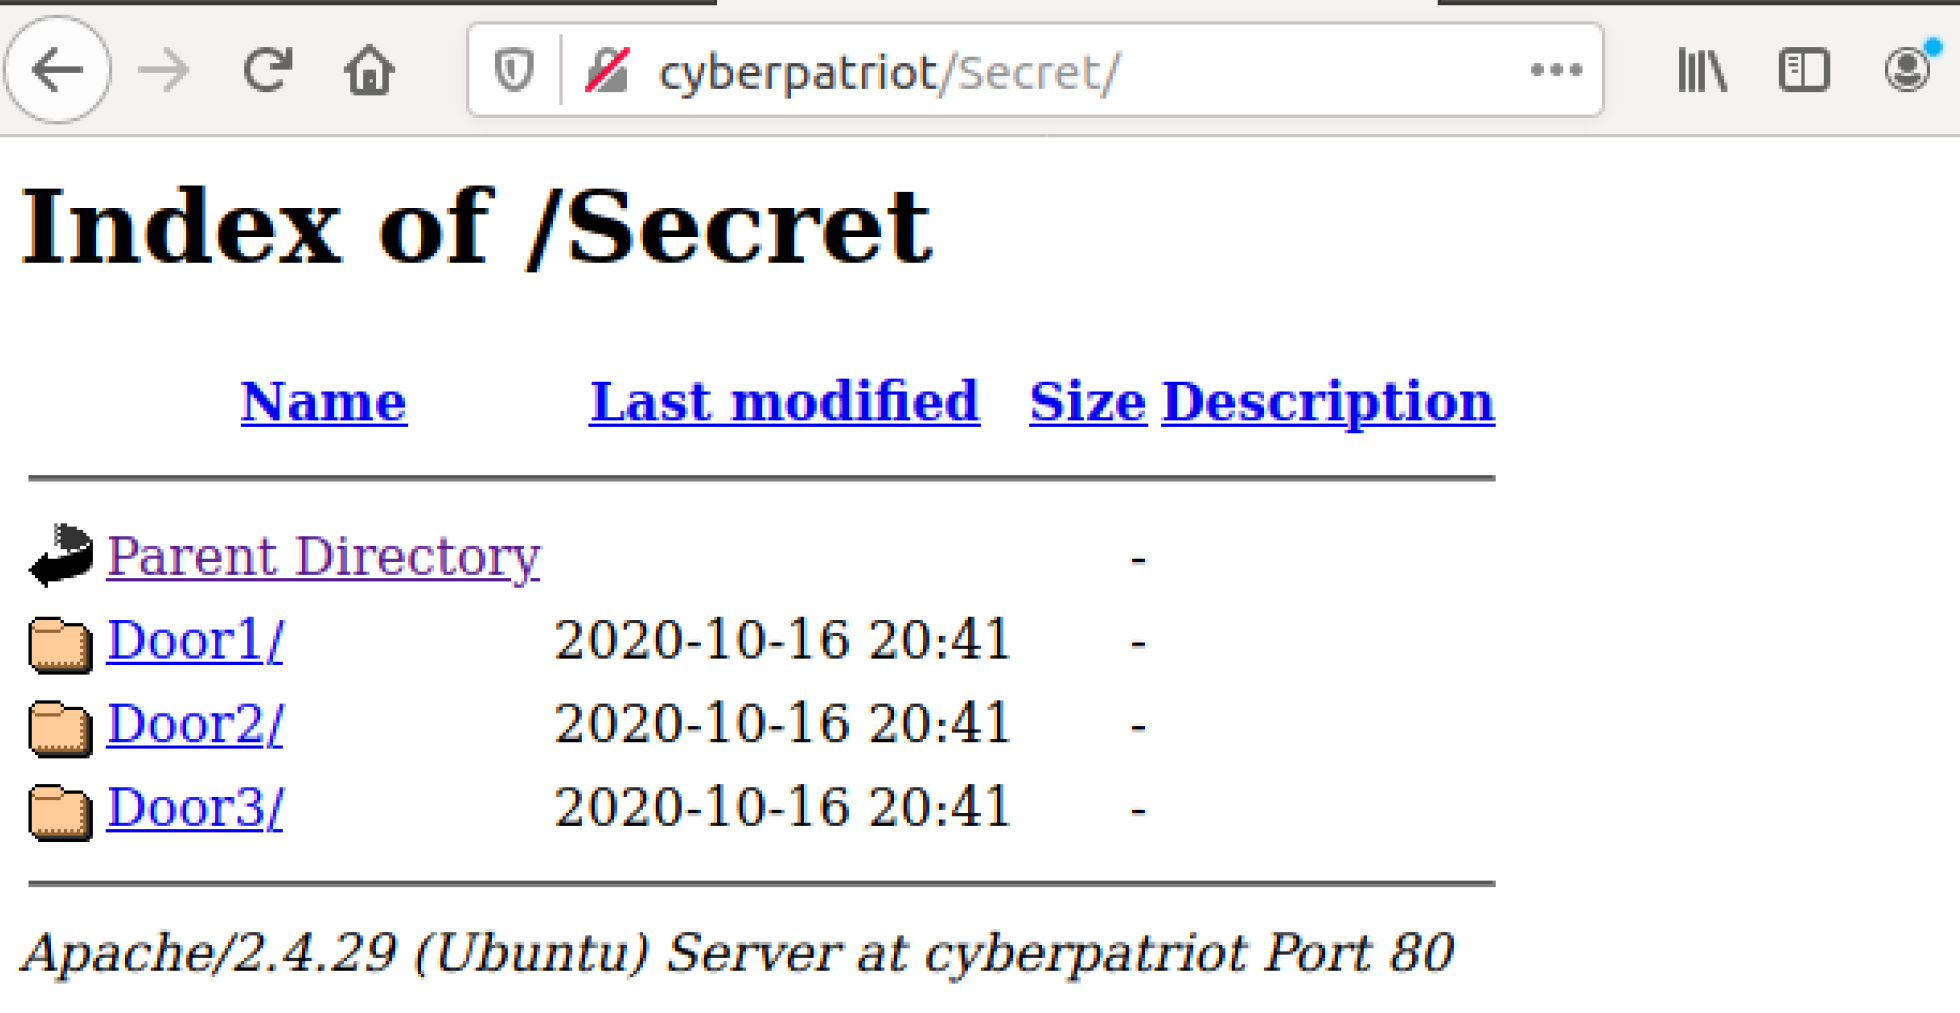 cyberpatriot/Secret/
Index of /Secret
Name Last modified Size Description
Parent Directory -
Door1/ 2020-10-16 20:41 -
Door2/ 2020-10-16 20:41 -
Door3/ 2020-10-16 20:41 -
Apache/2.4.29 (Ubuntu) Server at cyberpatriot Port 80